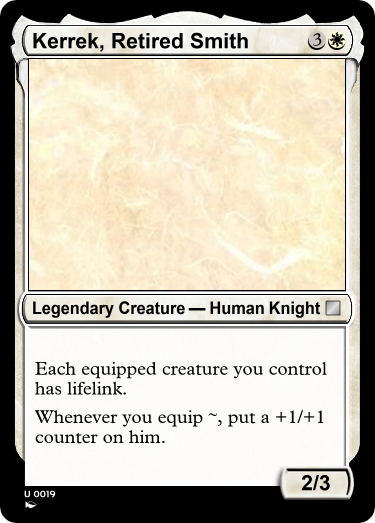 Kerrek, Retired Smith 3
Legendary Creature — Human Knight
Each equipped creature you control
has lifelink.
Whenever you equip ~, put a +1/+1
counter on him.
2/3
U 0019